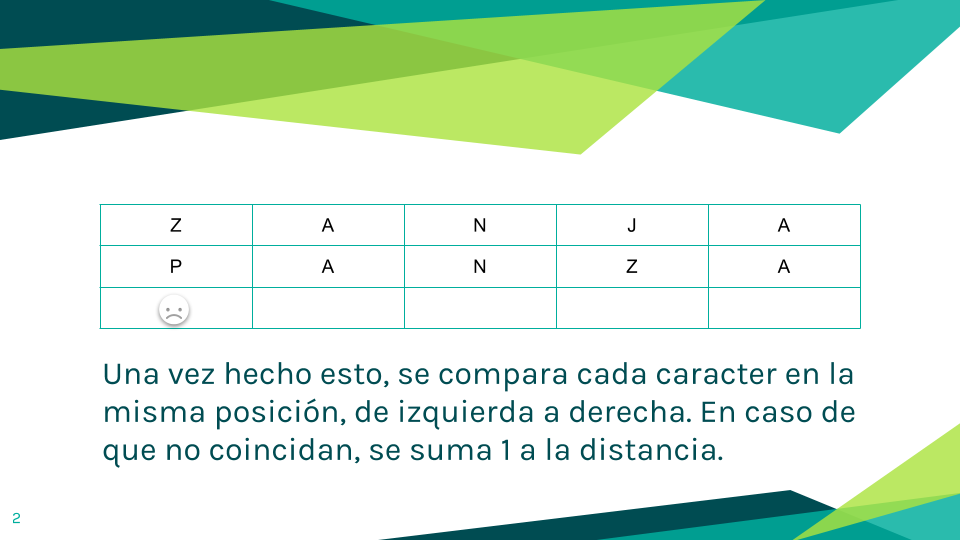 Z A N J A
P A N Z A
Una vez hecho esto, se compara cada caracter en la
misma posición, de izquierda a derecha. En caso de
que no coincidan, se suma 1 a la distancia.
2